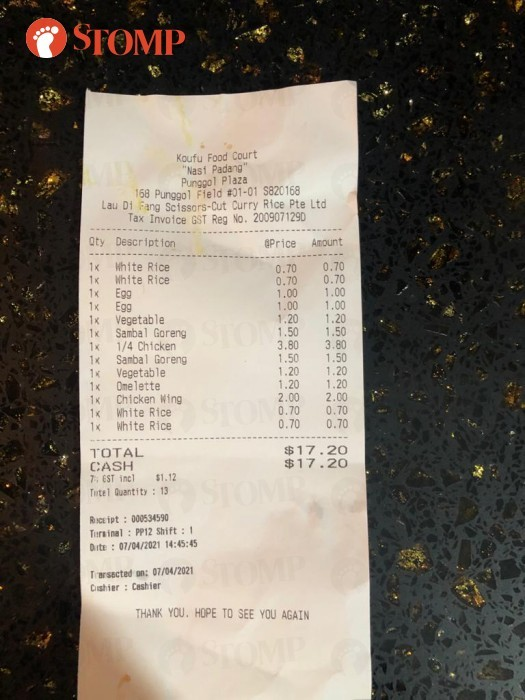 STOMP
Koufu Food Court
"Nasi Padang"
Punggol Plaza
168 Punggol Field #01-01 S820168
Lau Di Fang Scissors-Cut Curry Rice Pte Ltd
Tax Invoice GST Reg No. 200907129D
Qty Description @Price Amount
1x White Rice 0.70 0.70
1x White Rice 0.70 0.70
1x Egg 1.00 1.00
1x Egg 1.00 1.00
1x Vegetable 1.20 1.20
1x Sambal Goreng 1.50 1.50
1x 1/4 Chicken 3.80 3.80
1x Sambal Goreng 1.50 1.50
1x Vegetable 1.20 1.20
1x Omelette 1.20 1.20
1x Chicken Wing 2.00 2.00
1x White Rice 0.70 0.70
1x White Rice 0.70 0.70
TOTAL $17.20
CASH $17.20
7% GST incl $1.12
Total Quantity : 13
Receipt : 000534590
Terminal : PP12 Shift : 1
Date : 07/04/2021 14:45:45
Transacted on: 07/04/2021
Cashier : Cashier
THANK YOU. HOPE TO SEE YOU AGAIN